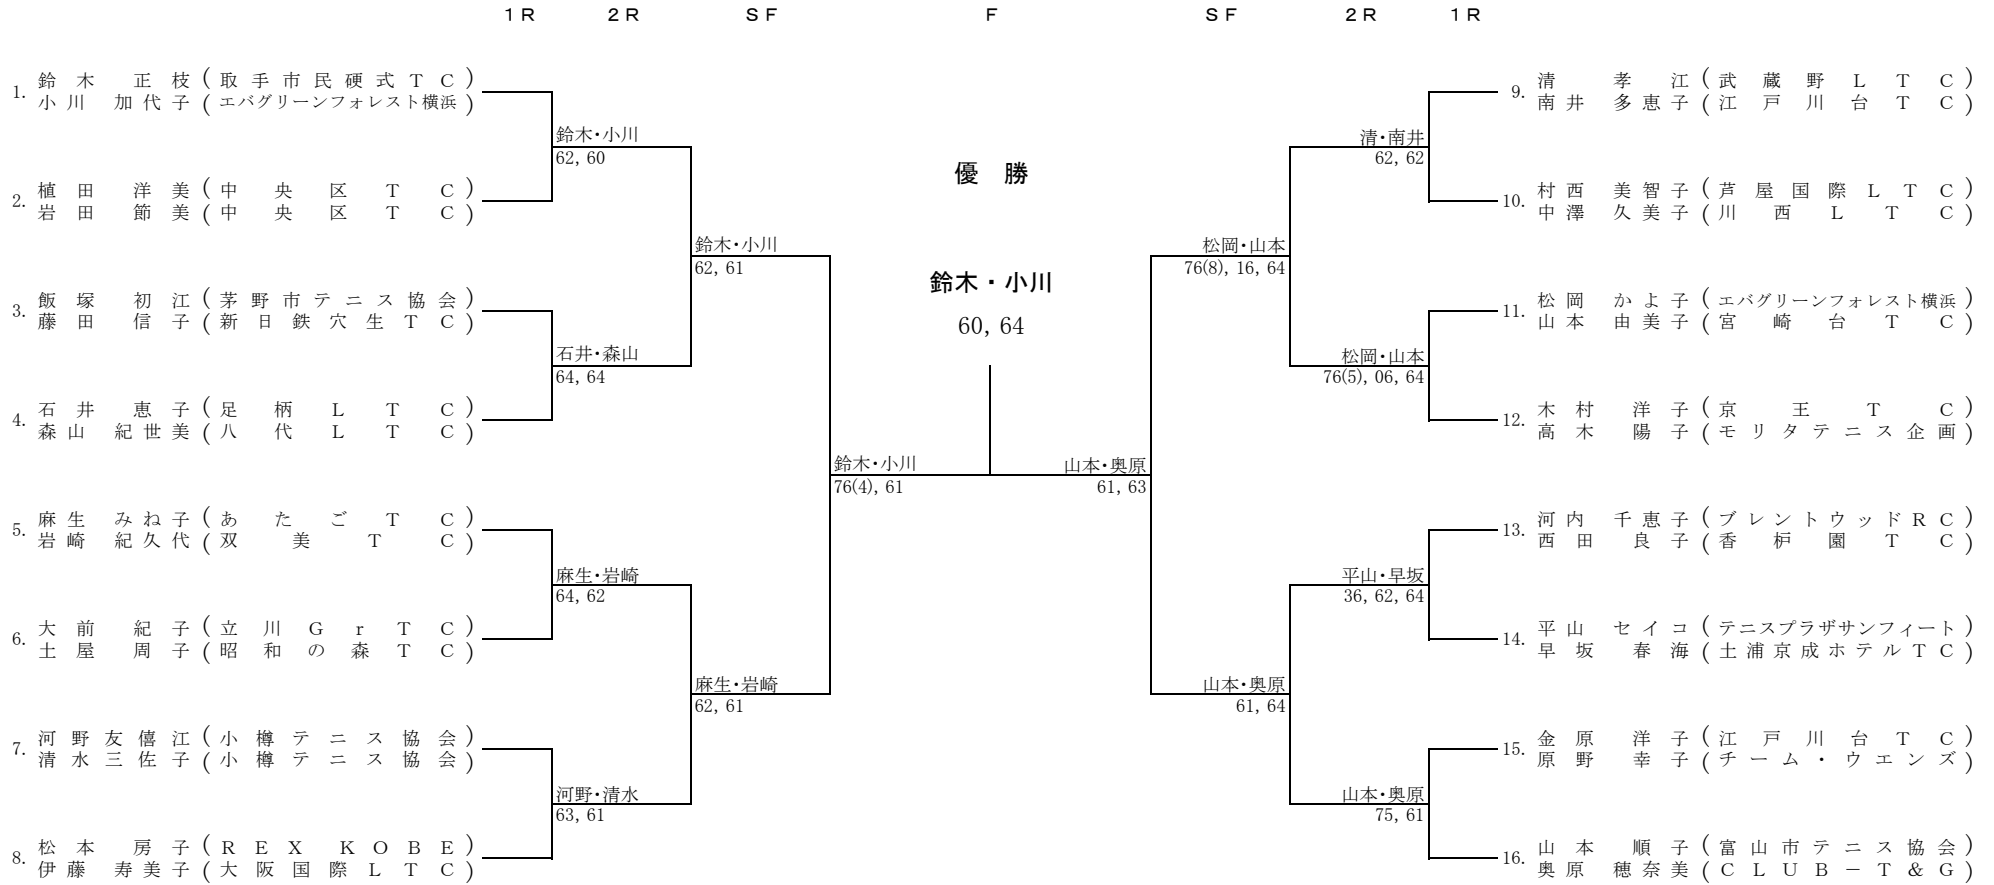 1R 2R SF F SF 2R 1R
1. 鈴木 正枝 (取手市民硬式TC)
小川 加代子 (エバグリーンフォレスト横浜)
鈴木・小川
62, 60
2. 植田 洋美 (中央区TC)
岩田 節美 (中央区TC)
鈴木・小川
62, 61
3. 飯塚 初江 (茅野市テニス協会)
藤田 信子 (新日鉄穴生TC)
石井・森山
64, 64
4. 石井 恵子 (足柄LTC)
森山 紀世美 (八代LTC)
鈴木・小川
76(4), 61
5. 麻生 みね子 (あたごTC)
岩崎 紀久代 (双美TC)
麻生・岩崎
64, 62
6. 大前 紀子 (立川GrTC)
土屋 周子 (昭和の森TC)
麻生・岩崎
62, 61
7. 河野 友僖江 (小樽テニス協会)
清水 三佐子 (小樽テニス協会)
河野・清水
63, 61
8. 松本 房子 (REX KOBE)
伊藤 寿美子 (大阪国際LTC)
優 勝
鈴木・小川
60, 64
9. 清 孝江 (武蔵野LTC)
南井 多恵子 (江戸川台TC)
清・南井
62, 62
10. 村西 美智子 (芦屋国際LTC)
中澤 久美子 (川西LTC)
松岡・山本
76(8), 16, 64
11. 松岡 かよ子 (エバグリーンフォレスト横浜)
山本 由美子 (宮崎台TC)
松岡・山本
76(5), 06, 64
12. 木村 洋子 (京王TC)
高木 陽子 (モリタテニス企画)
山本・奥原
61, 63
13. 河内 千恵子 (ブレントウッドRC)
西田 良子 (香枦園TC)
平山・早坂
36, 62, 64
14. 平山 セイコ (テニスプラザサンフィート)
早坂 春海 (土浦京成ホテルTC)
山本・奥原
61, 64
15. 金原 洋子 (江戸川台TC)
原野 幸子 (チーム・ウエンズ)
山本・奥原
75, 61
16. 山本 順子 (富山市テニス協会)
奥原 穂奈美 (CLUB－T&G)